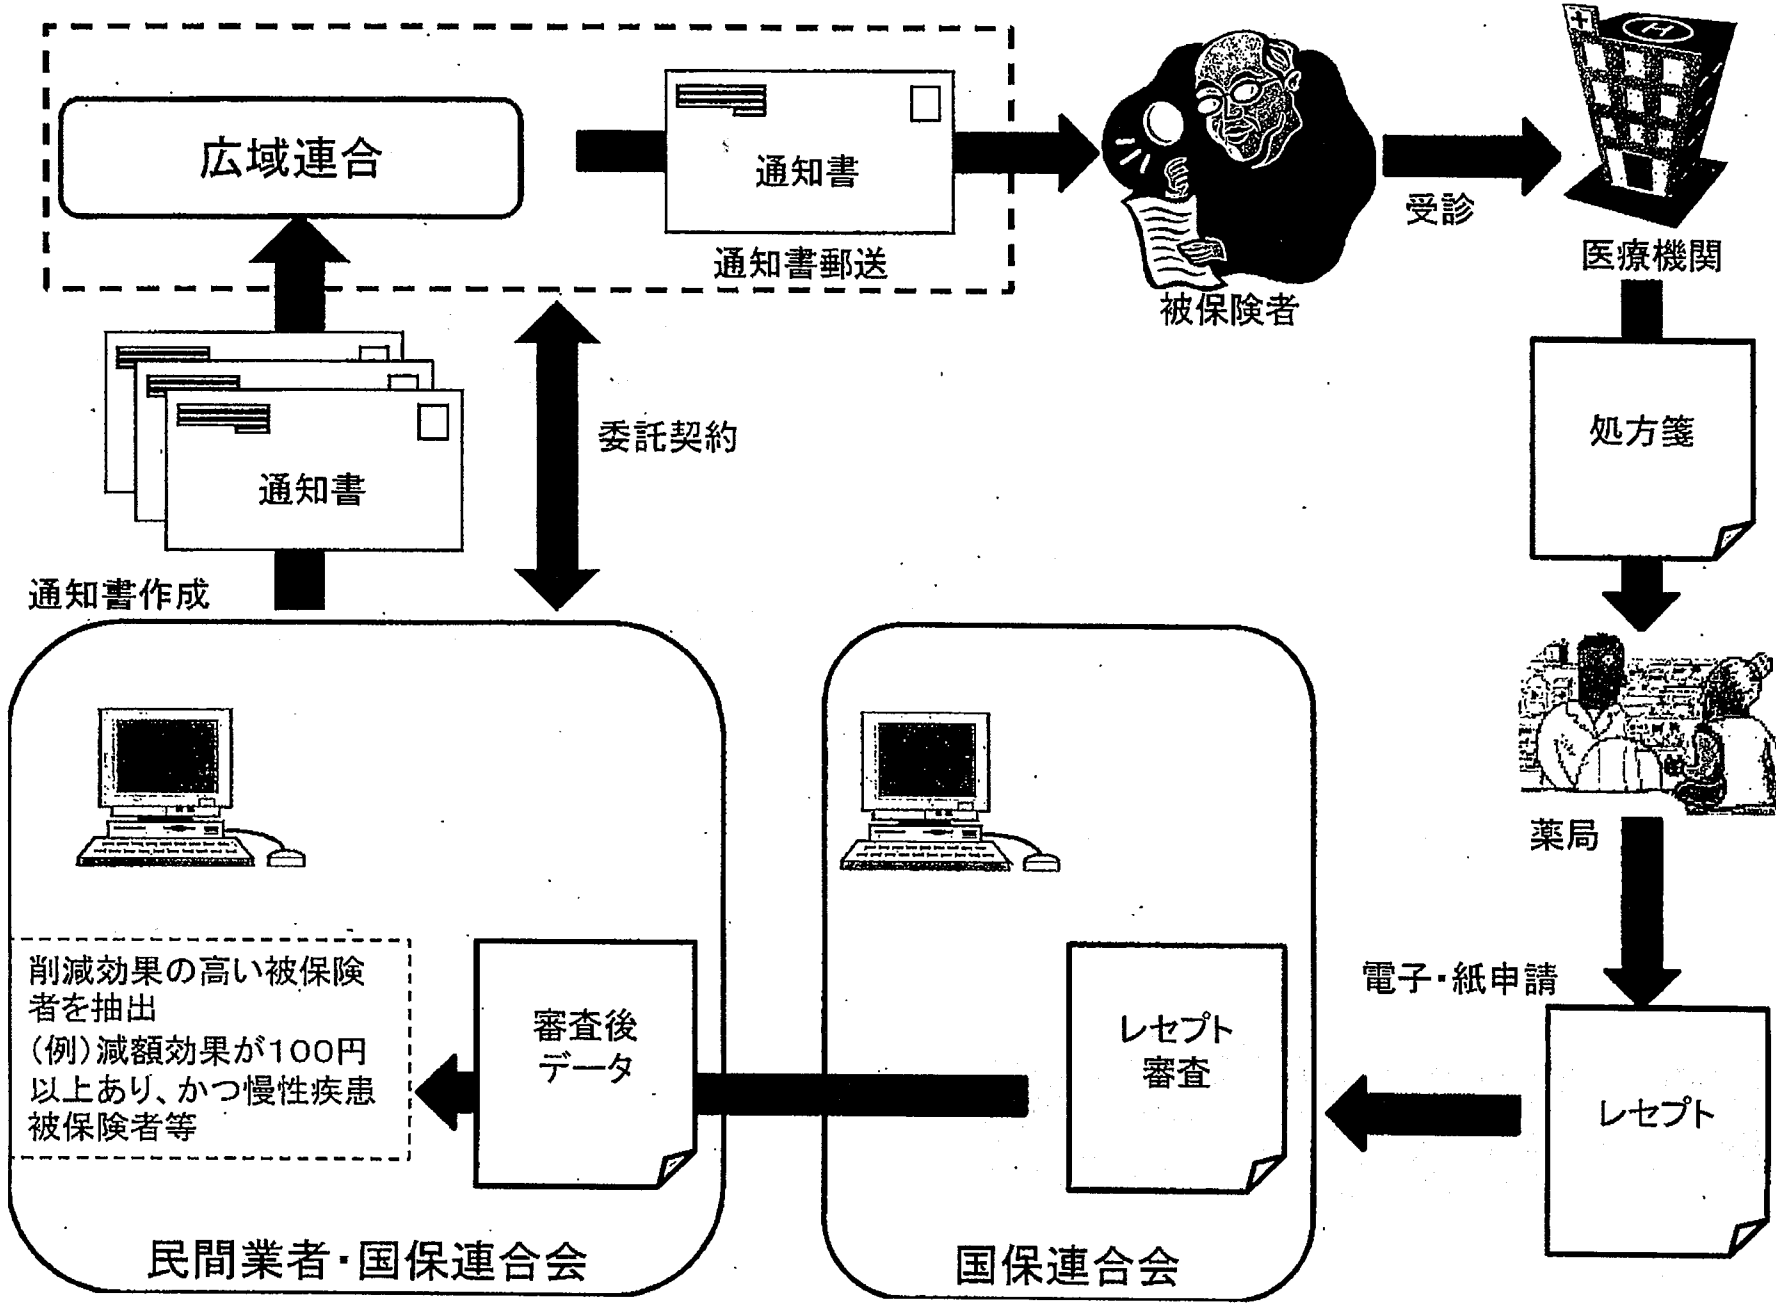 広域連合
通知書
通知書郵送
被保険者
受診
医療機関
処方箋
通知書
委託契約
通知書作成
薬局
電子・紙申請
レセプト
レセプト
審査
審査後
データ
削減効果の高い被保険
者を抽出
(例)減額効果が100円
以上あり、かつ慢性疾患
被保険者等
民間業者・国保連合会
国保連合会